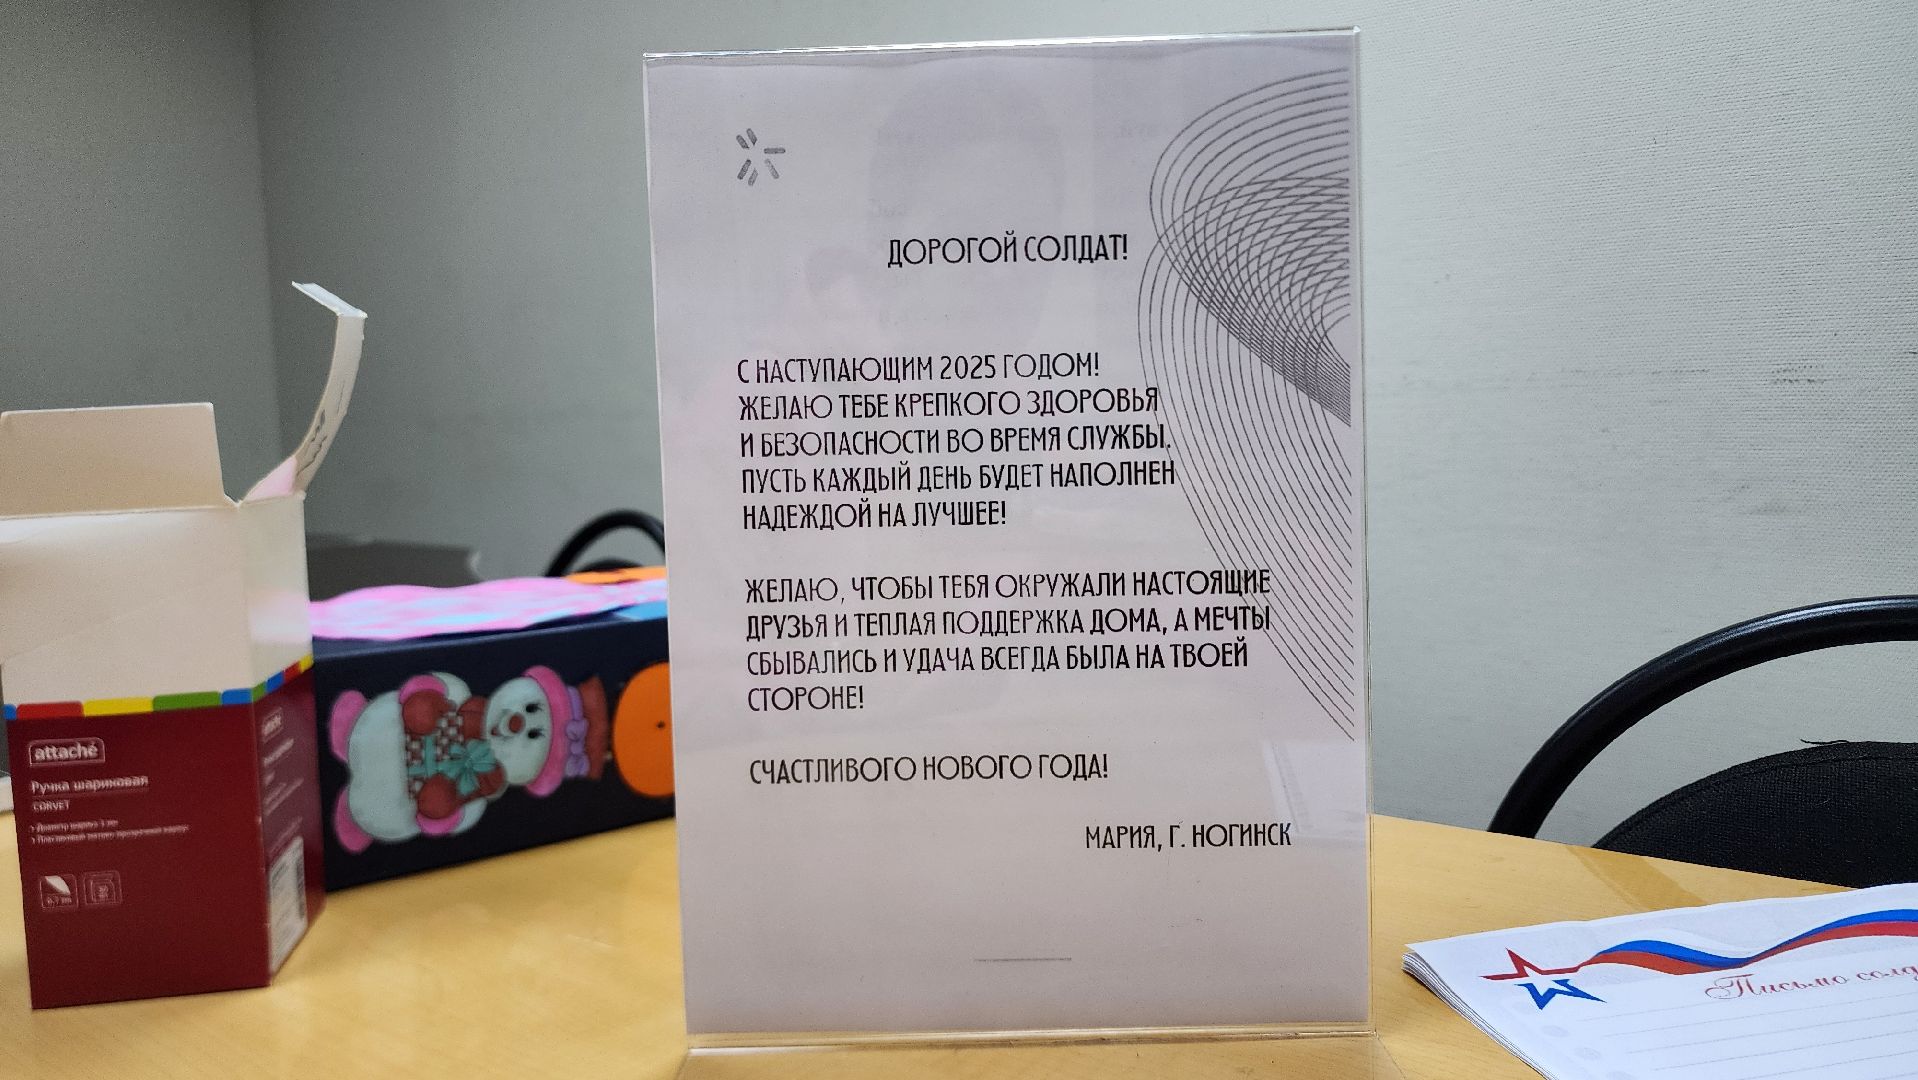 ДОРОГОЙ СОЛДАТ!
С НАСТУПАЮЩИМ 2025 ГОДОМ!
ЖЕЛАЮ ТЕБЕ КРЕПКОГО ЗДОРОВЬЯ
И БЕЗОПАСНОСТИ ВО ВРЕМЯ СЛУЖБЫ.
ПУСТЬ КАЖДЫЙ ДЕНЬ БУДЕТ НАПОЛНЕН
НАДЕЖДОЙ НА ЛУЧШЕЕ!
ЖЕЛАЮ, ЧТОБЫ ТЕБЯ ОКРУЖАЛИ НАСТОЯЩИЕ
ДРУЗЬЯ И ТЕПЛАЯ ПОДДЕРЖКА ДОМА, А МЕЧТЫ
СБЫВАЛИСЬ И УДАЧА ВСЕГДА БЫЛА НА ТВОЕЙ
СТОРОНЕ!
СЧАСТЛИВОГО НОВОГО ГОДА!
МАРИЯ, Г. НОГИНСК
attaché
Ручка шариковая
CORVET
Письмо солд